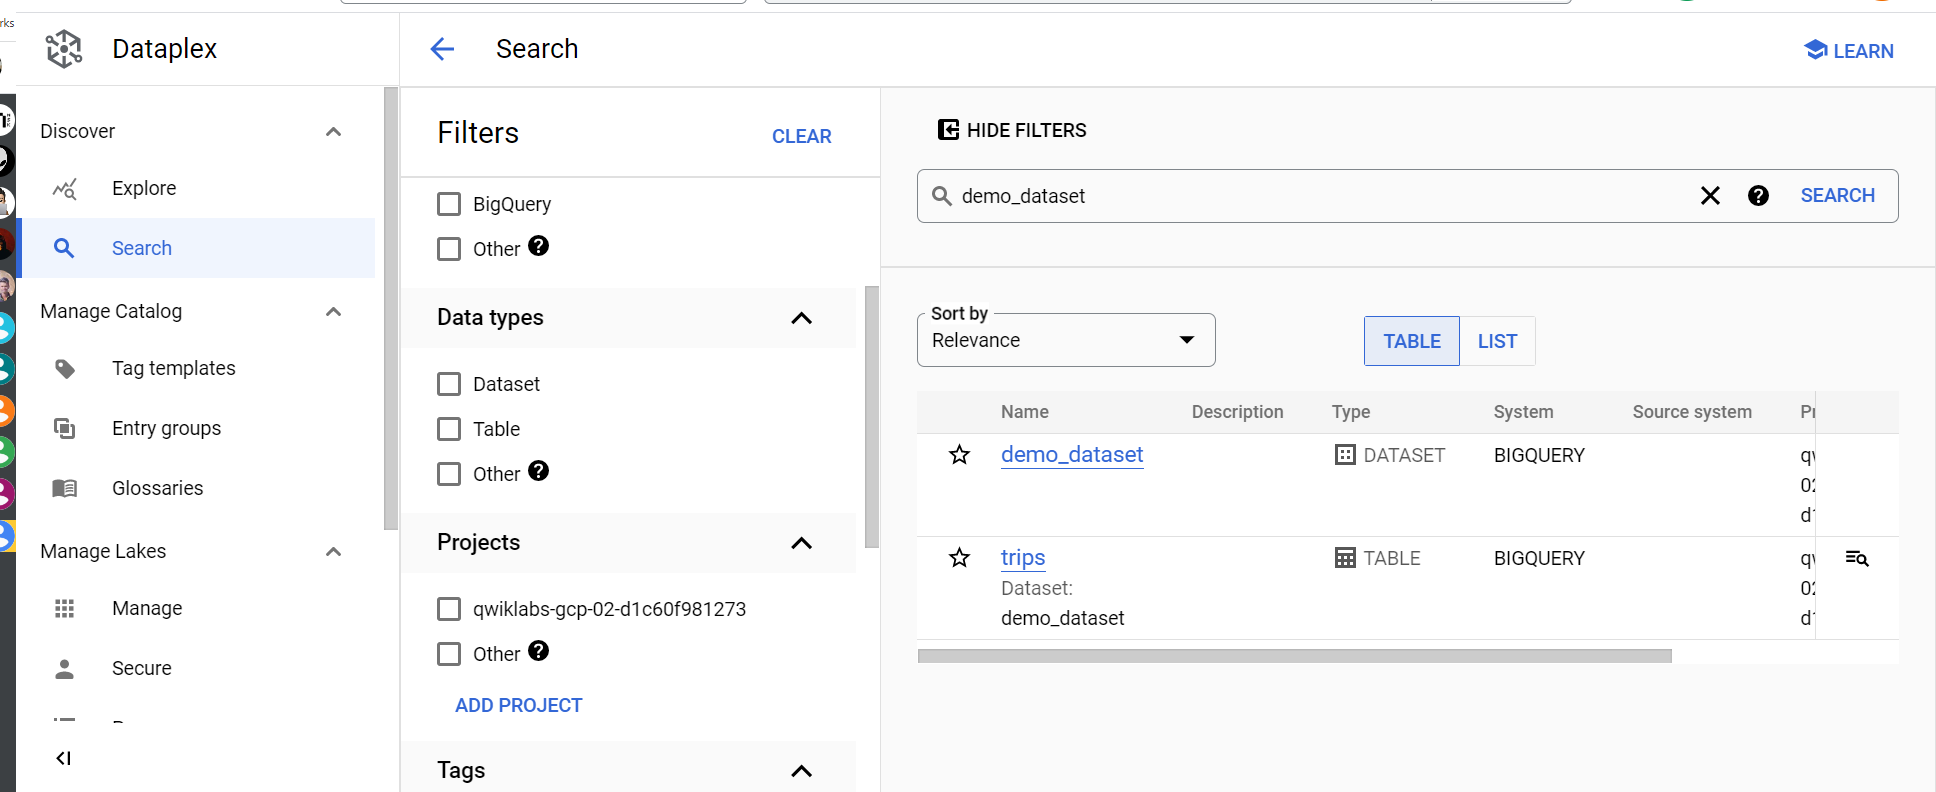 rks
Dataplex
Search
LEARN
Discover
Explore
Search
Manage Catalog
Tag templates
Entry groups
Glossaries
Manage Lakes
Manage
Secure
Filters
CLEAR
BigQuery
Other
Data types
Dataset
Table
Other
Projects
qwiklabs-gcp-02-d1c60f981273
Other
ADD PROJECT
Tags
HIDE FILTERS
demo_dataset
SEARCH
Sort by
Relevance
TABLE LIST
Name Description Type System Source system
demo_dataset DATASET BIGQUERY
trips TABLE BIGQUERY
Dataset:
demo_dataset